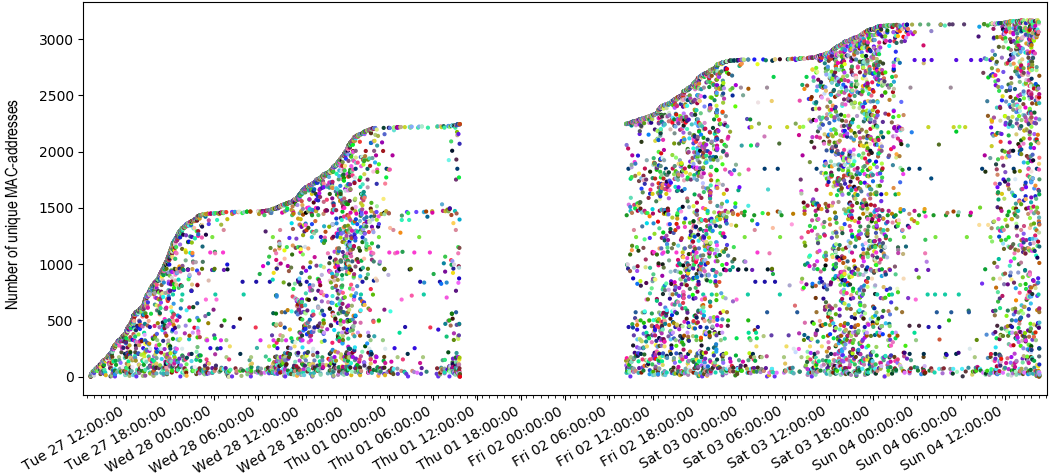 Number of unique MAC-addresses
3000
2500
2000
1500
1000
500
0
Tue 27 12:00:00
Tue 27 18:00:00
Wed 28 00:00:00
Wed 28 06:00:00
Wed 28 12:00:00
Wed 28 18:00:00
Thu 01 00:00:00
Thu 01 06:00:00
Thu 01 12:00:00
Thu 01 18:00:00
Fri 02 00:00:00
Fri 02 06:00:00
Fri 02 12:00:00
Fri 02 18:00:00
Sat 03 00:00:00
Sat 03 06:00:00
Sat 03 12:00:00
Sat 03 18:00:00
Sun 04 00:00:00
Sun 04 06:00:00
Sun 04 12:00:00